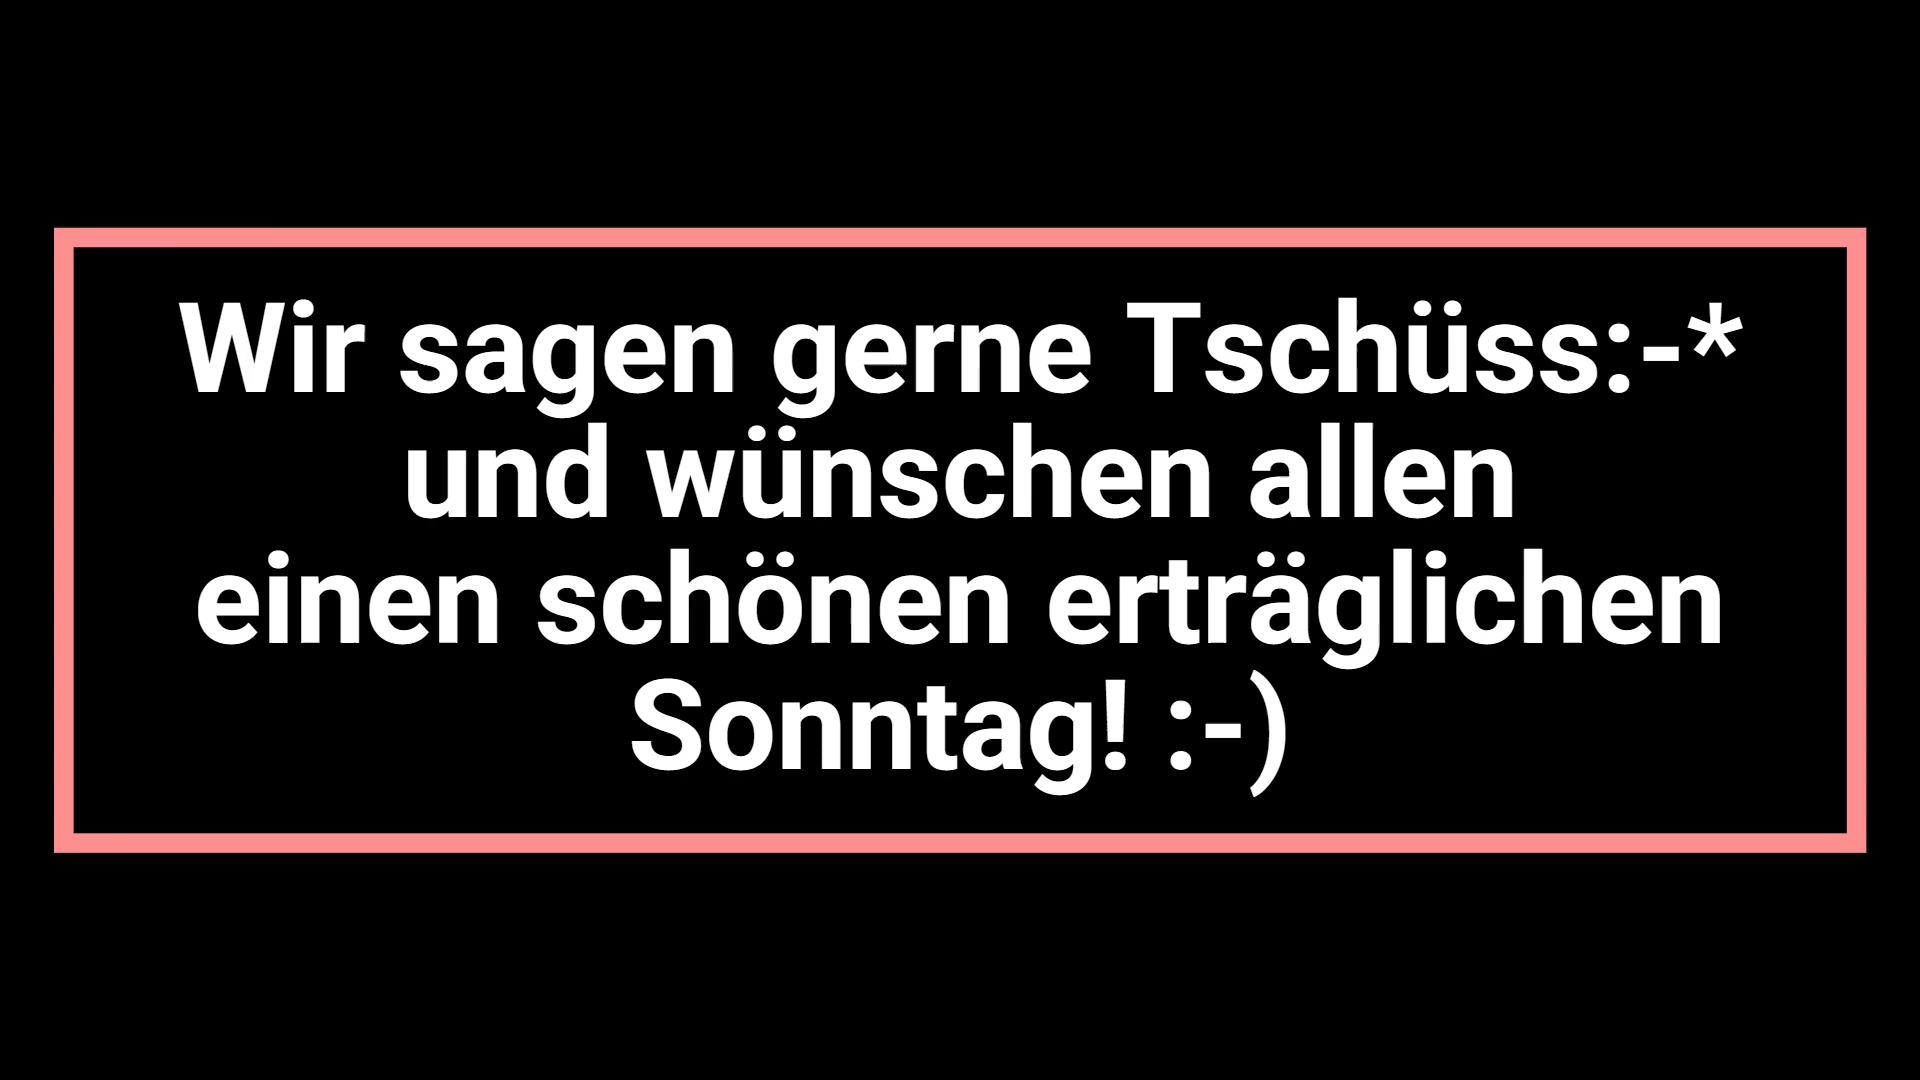 Wir sagen gerne Tschüss:-*
und wünschen allen
einen schönen erträglichen
Sonntag! :-)